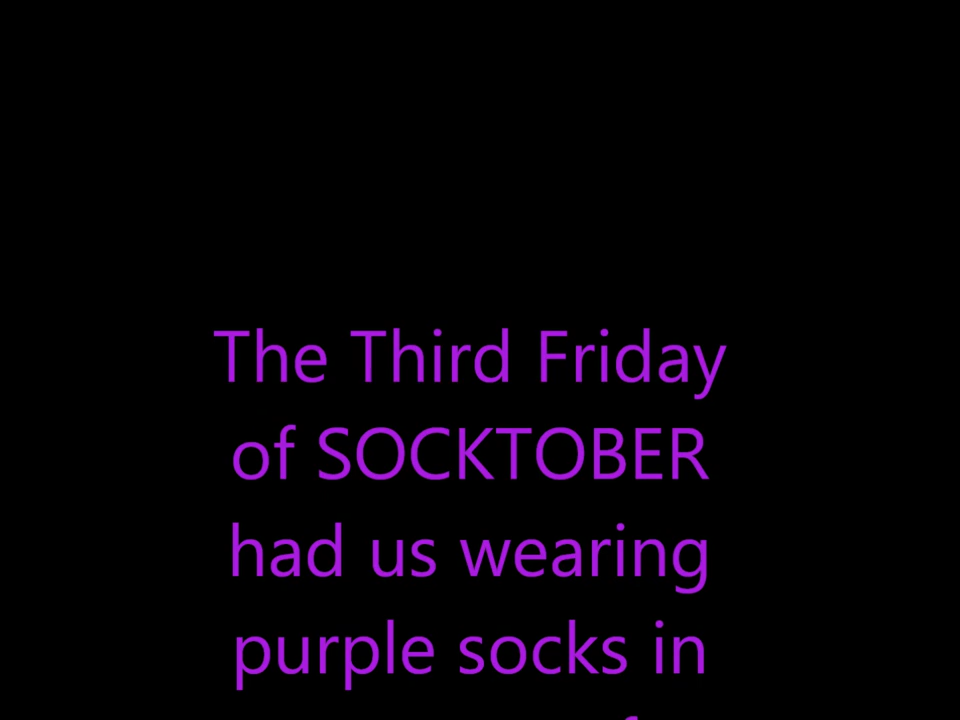 The Third Friday
of SOCKTOBER
had us wearing
purple socks in